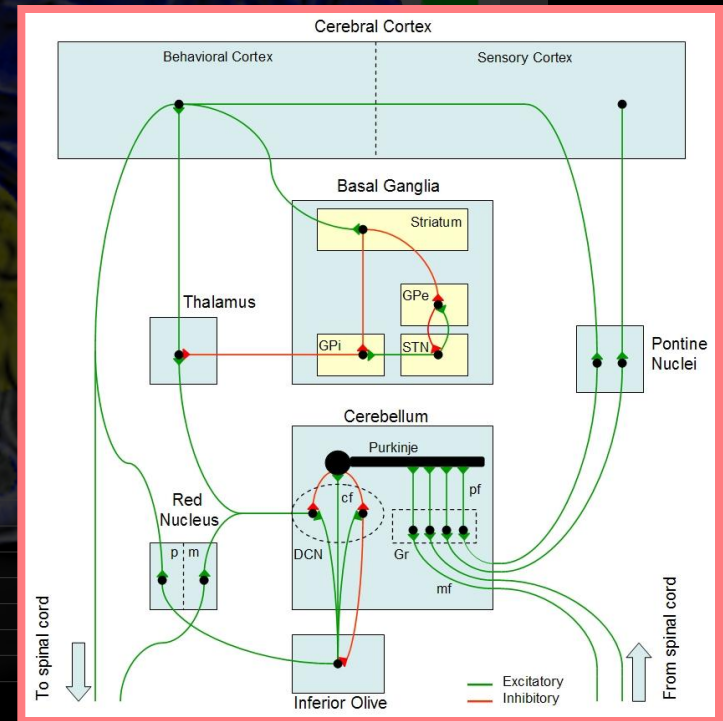 Cerebral Cortex
Behavioral Cortex
Sensory Cortex
Basal Ganglia
Striatum
GPe
Thalamus
GPi
STN
Pontine
Nuclei
Cerebellum
Purkinje
cf
pf
Red
Nucleus
p m
DCN
Gr
mf
To spinal cord
From spinal cord
Excitatory
Inhibitory
Inferior Olive